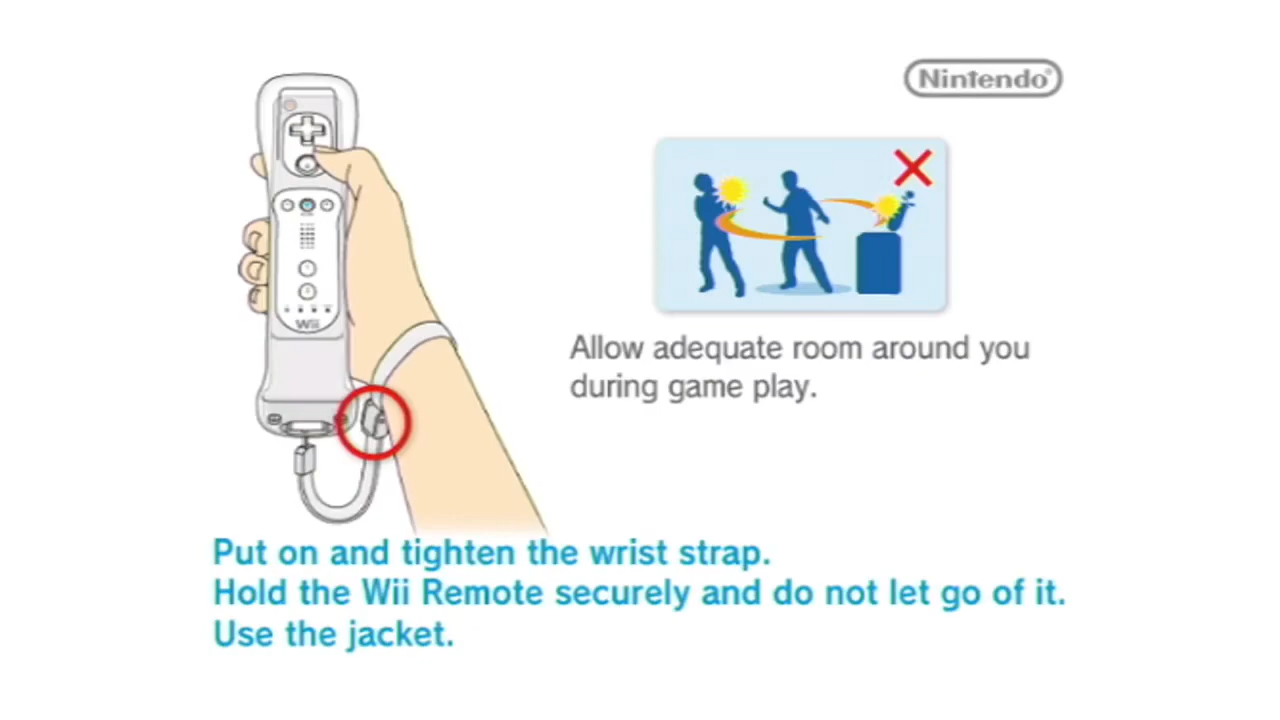 Nintendo®
Wii
Allow adequate room around you
during game play.
Put on and tighten the wrist strap.
Hold the Wii Remote securely and do not let go of it.
Use the jacket.